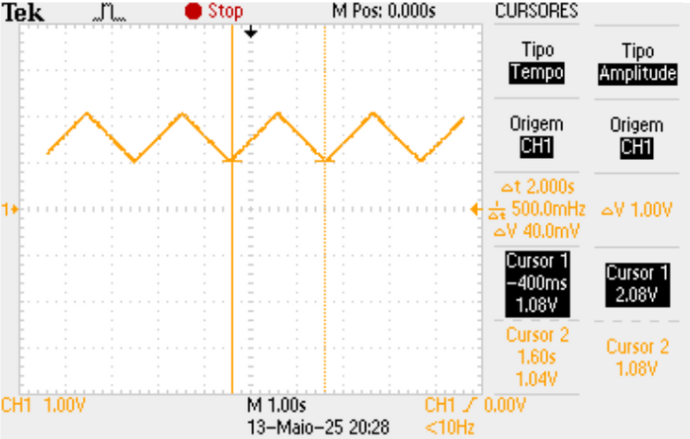 Tek Stop M Pos: 0.000s CURSORES
Tipo
Tempo
Origem
CH1
△t 2.000s
1/△t 500.0mHz
△V 40.0mV
Cursor 1
-400ms
1.08V
Cursor 2
1.60s
1.04V
Tipo
Amplitude
Origem
CH1
△V 1.00V
Cursor 1
2.08V
Cursor 2
1.08V
1
CH1 1.00V M 1.00s CH1 / 0.00V
13-Maio-25 20:28 <10Hz